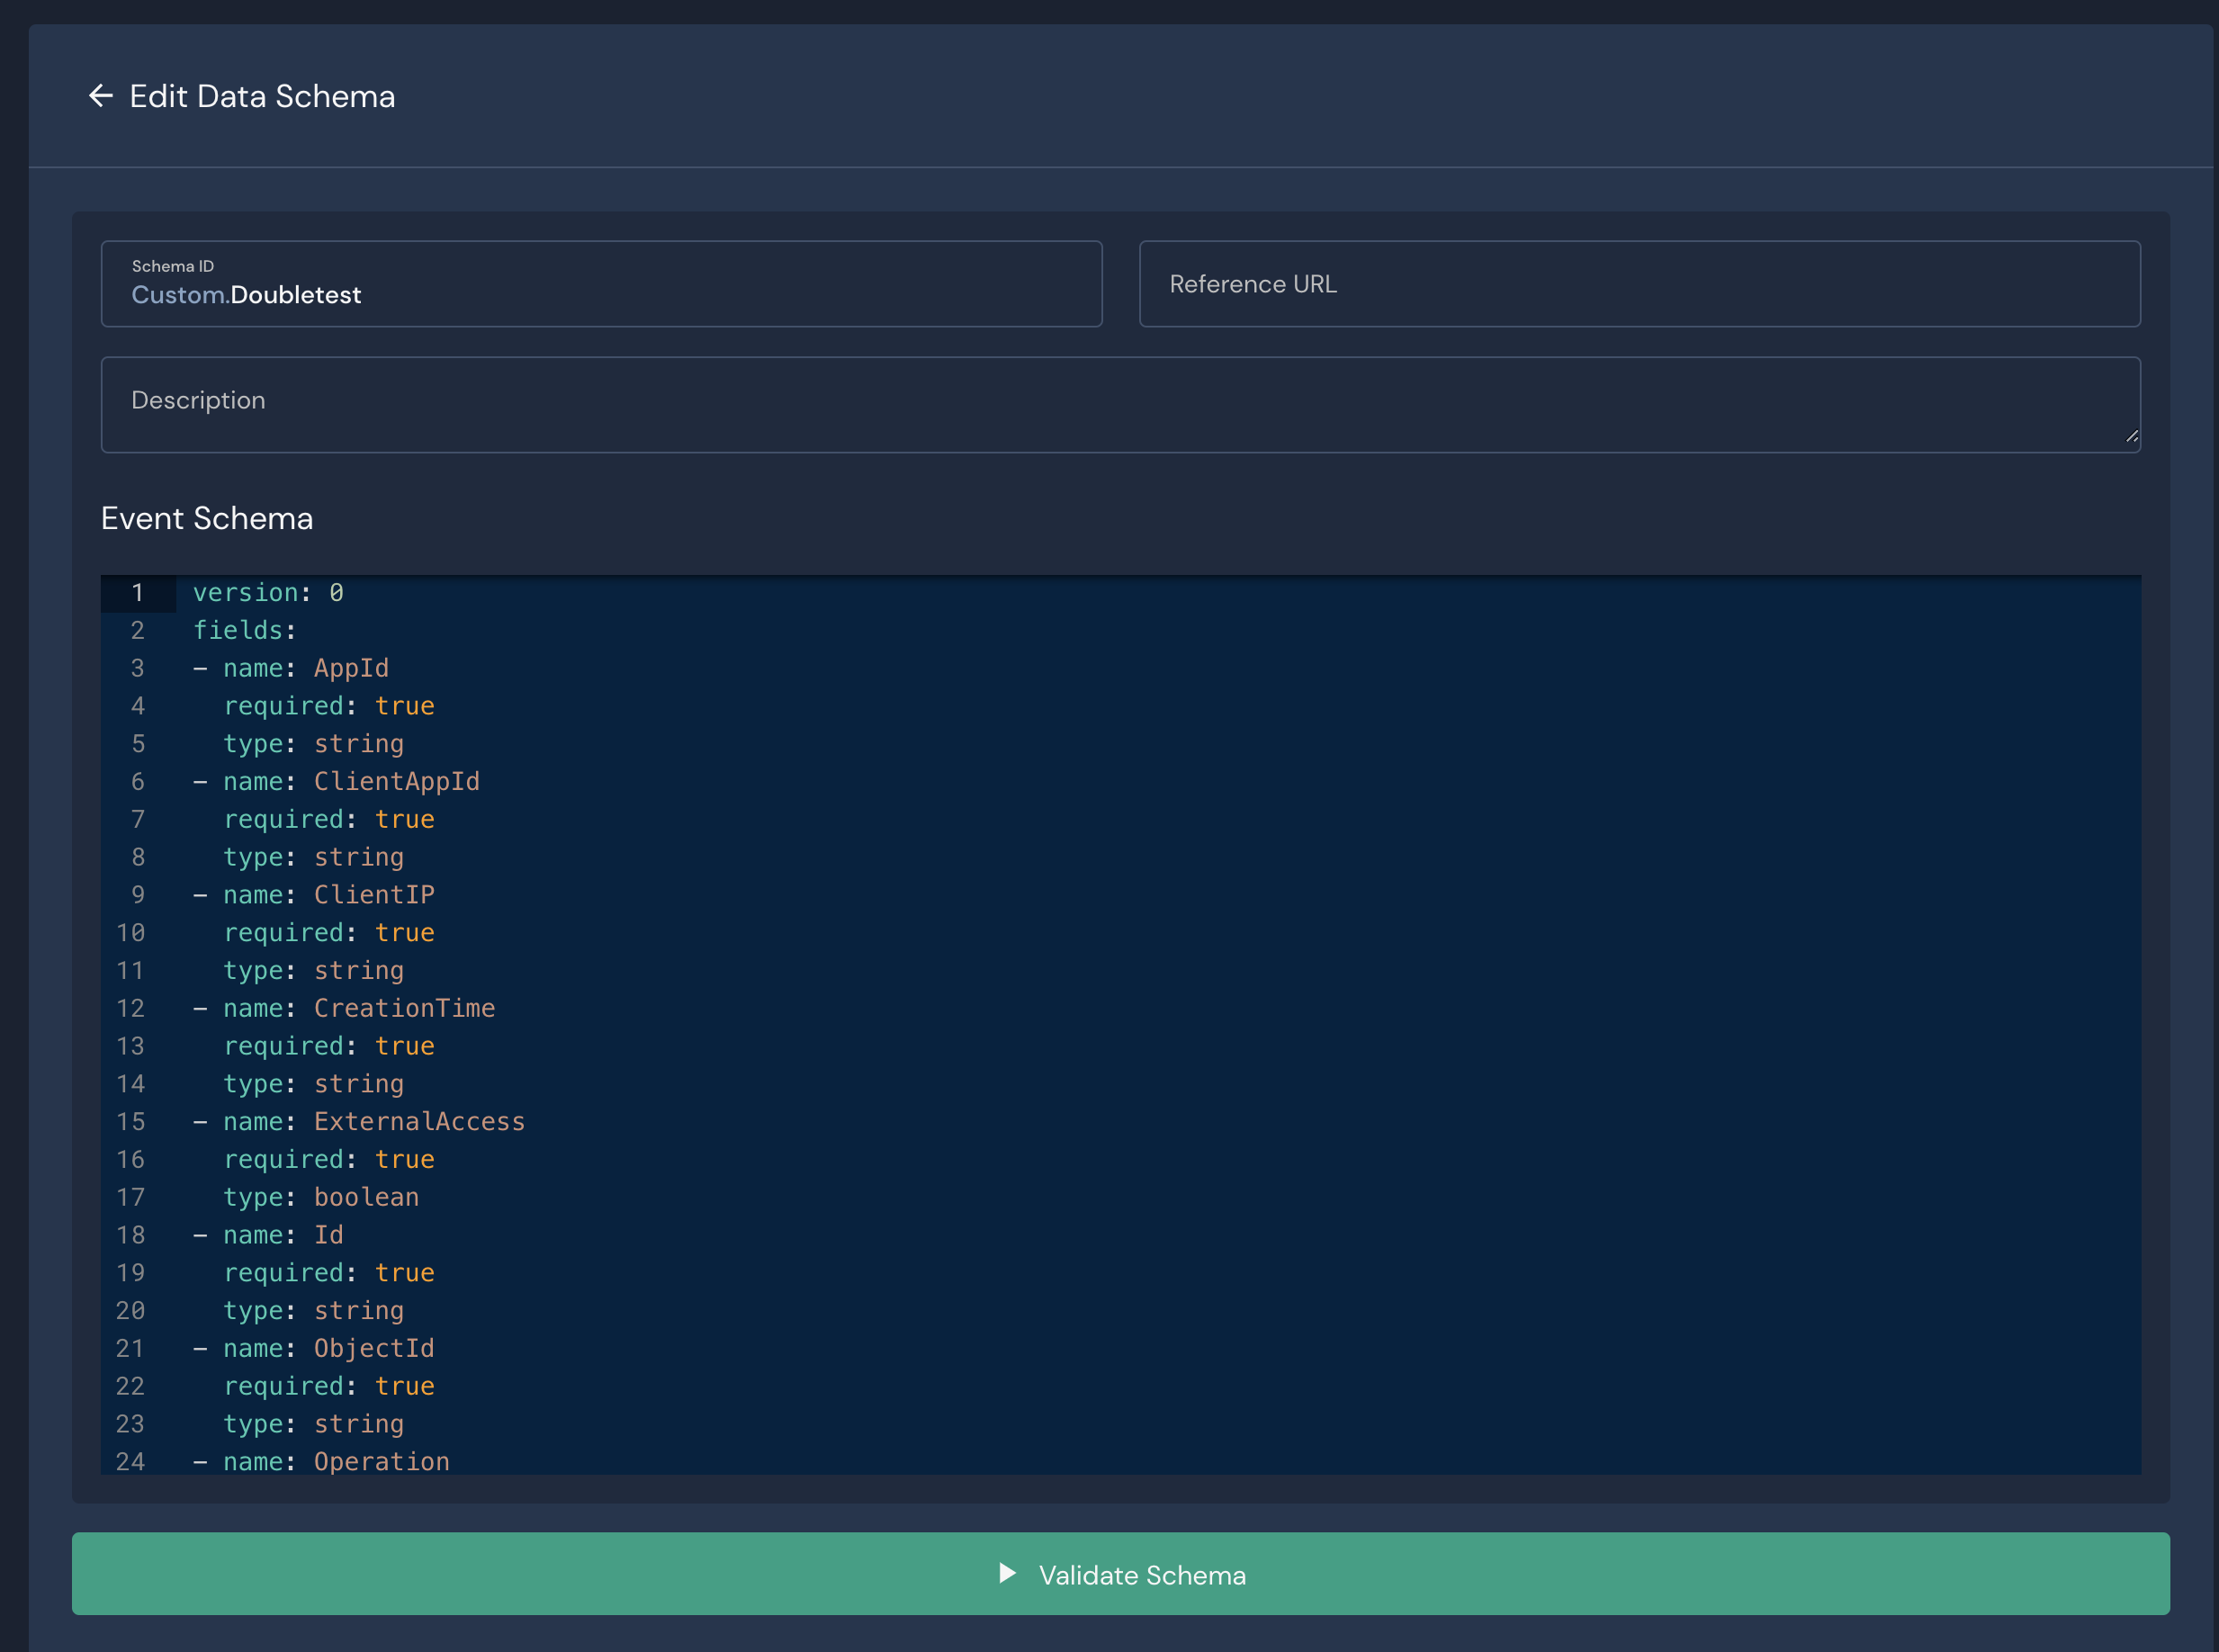 Edit Data Schema
Schema ID
Custom.Doubletest
Reference URL
Description
Event Schema
1 version: 0
2 fields:
3 - name: AppId
4   required: true
5   type: string
6 - name: ClientAppId
7   required: true
8   type: string
9 - name: ClientIP
10   required: true
11   type: string
12 - name: CreationTime
13   required: true
14   type: string
15 - name: ExternalAccess
16   required: true
17   type: boolean
18 - name: Id
19   required: true
20   type: string
21 - name: ObjectId
22   required: true
23   type: string
24 - name: Operation
Validate Schema